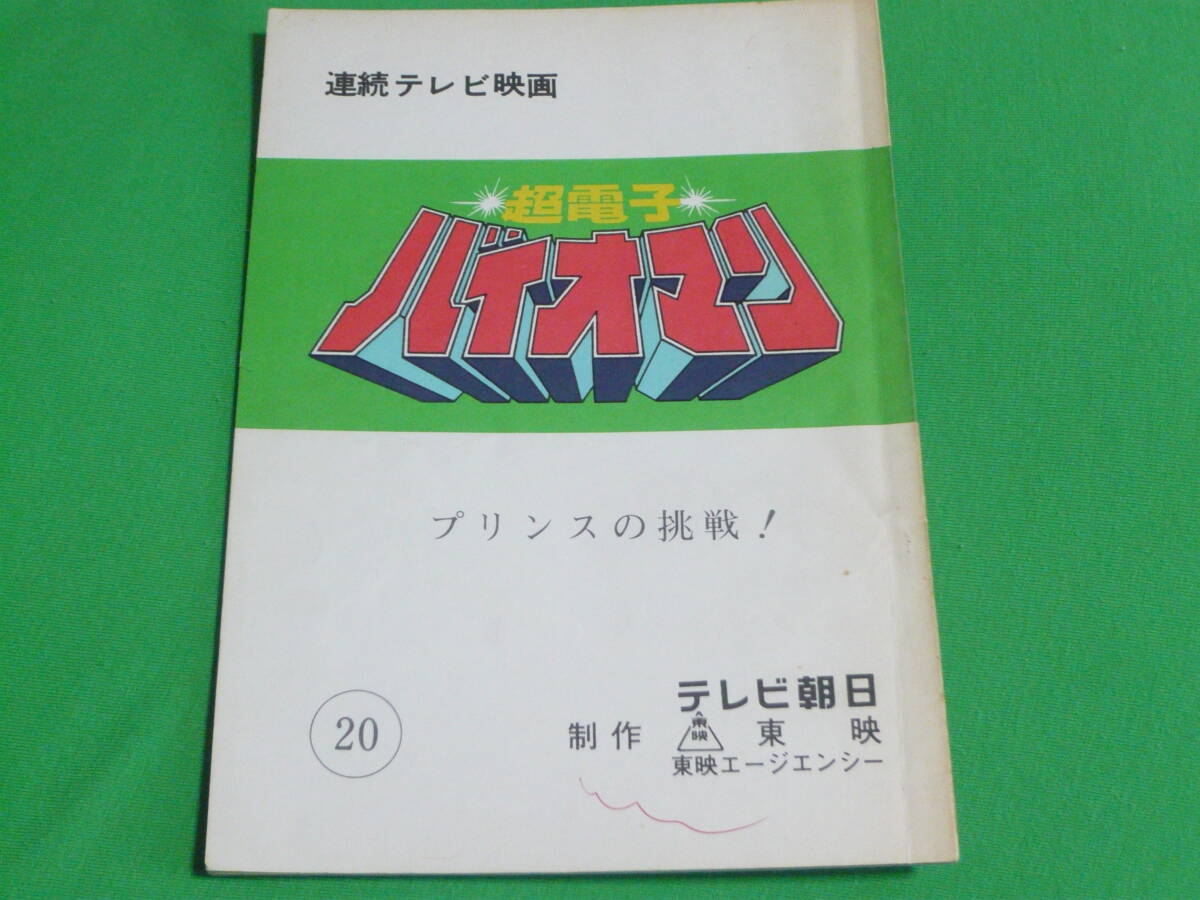 連続テレビ映画
超電子
バイオマン
プリンスの挑戦!
20
テレビ朝日
制作 東映 東映
東映エージエンシー